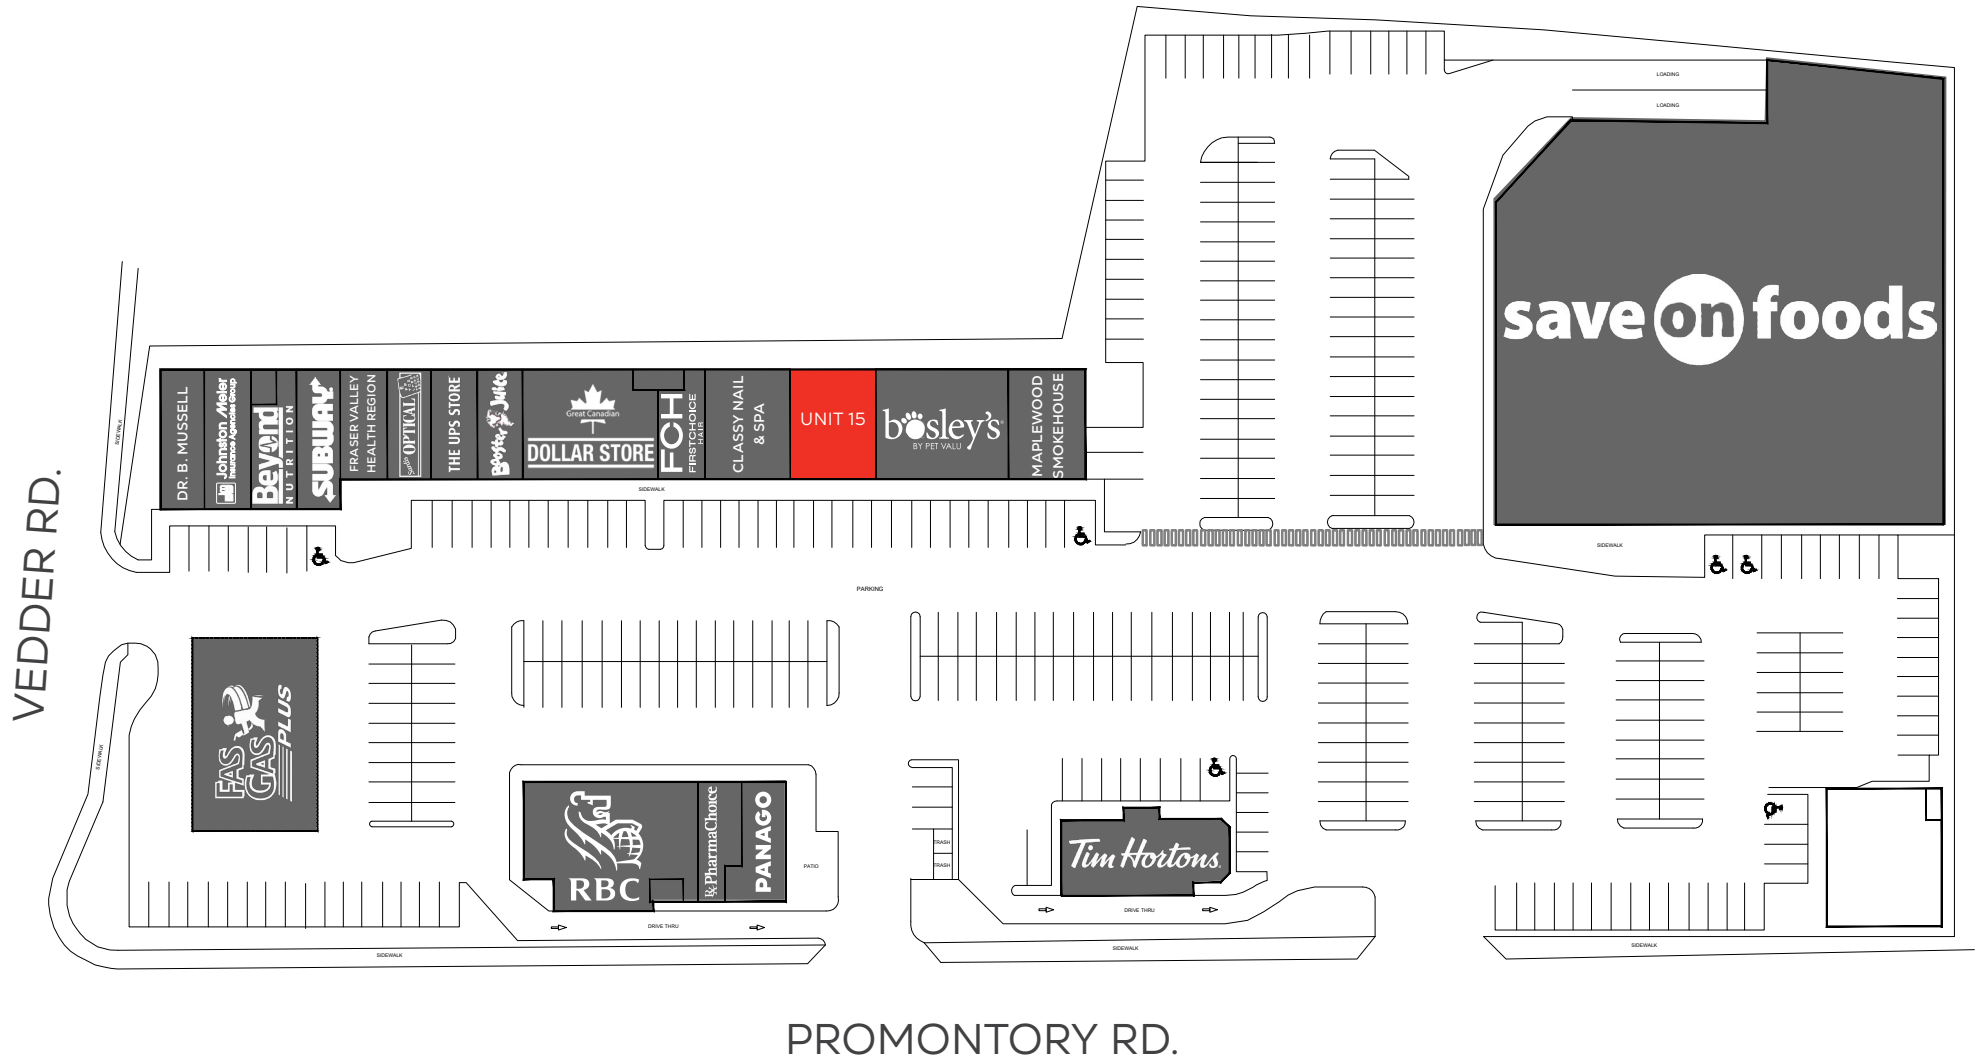 LOADING
LOADING
save on foods
SIDEWALK
DR. B. MUSSELL
jm
Johnston Meier
Insurance Agencies Group
Beyond
NUTRITION
SUBWAY
FRASER VALLEY
HEALTH REGION
OPTICAL
THE UPS STORE
Booster Juice
Great Canadian
DOLLAR STORE
FCH
FIRSTCHOICE
HAIR
CLASSY NAIL
& SPA
UNIT 15
bosley's
BY PET VALU
MAPLEWOOD
SMOKEHOUSE
SIDEWALK
SIDEWALK
VEDDER RD.
PARKING
SIDEWALK
FAS
GAS
PLUS
RBC
Rx PharmaChoice
PANAGO
PATIO
TRASH
TRASH
Tim Hortons
DRIVE THRU
DRIVE THRU
SIDEWALK
SIDEWALK
SIDEWALK
PROMONTORY RD.